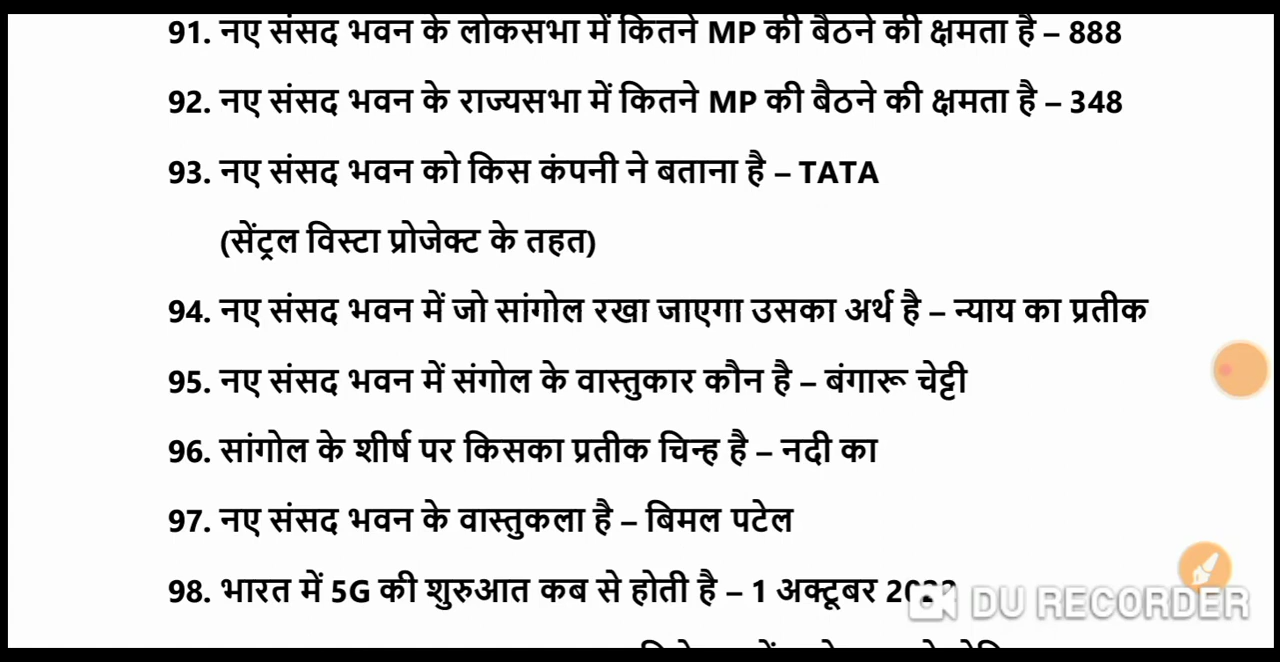 91. नए संसद भवन के लोकसभा में कितने MP की बैठने की क्षमता है – 888
92. नए संसद भवन के राज्यसभा में कितने MP की बैठने की क्षमता है – 348
93. नए संसद भवन को किस कंपनी ने बताना है – TATA
(सेंट्रल विस्टा प्रोजेक्ट के तहत)
94. नए संसद भवन में जो सांगोल रखा जाएगा उसका अर्थ है – न्याय का प्रतीक
95. नए संसद भवन में संगोल के वास्तुकार कौन है – बंगारू चेट्टी
96. सांगोल के शीर्ष पर किसका प्रतीक चिन्ह है – नदी का
97. नए संसद भवन के वास्तुकला है – बिमल पटेल
98. भारत में 5G की शुरुआत कब से होती है – 1 अक्टूबर
DU RECORDER